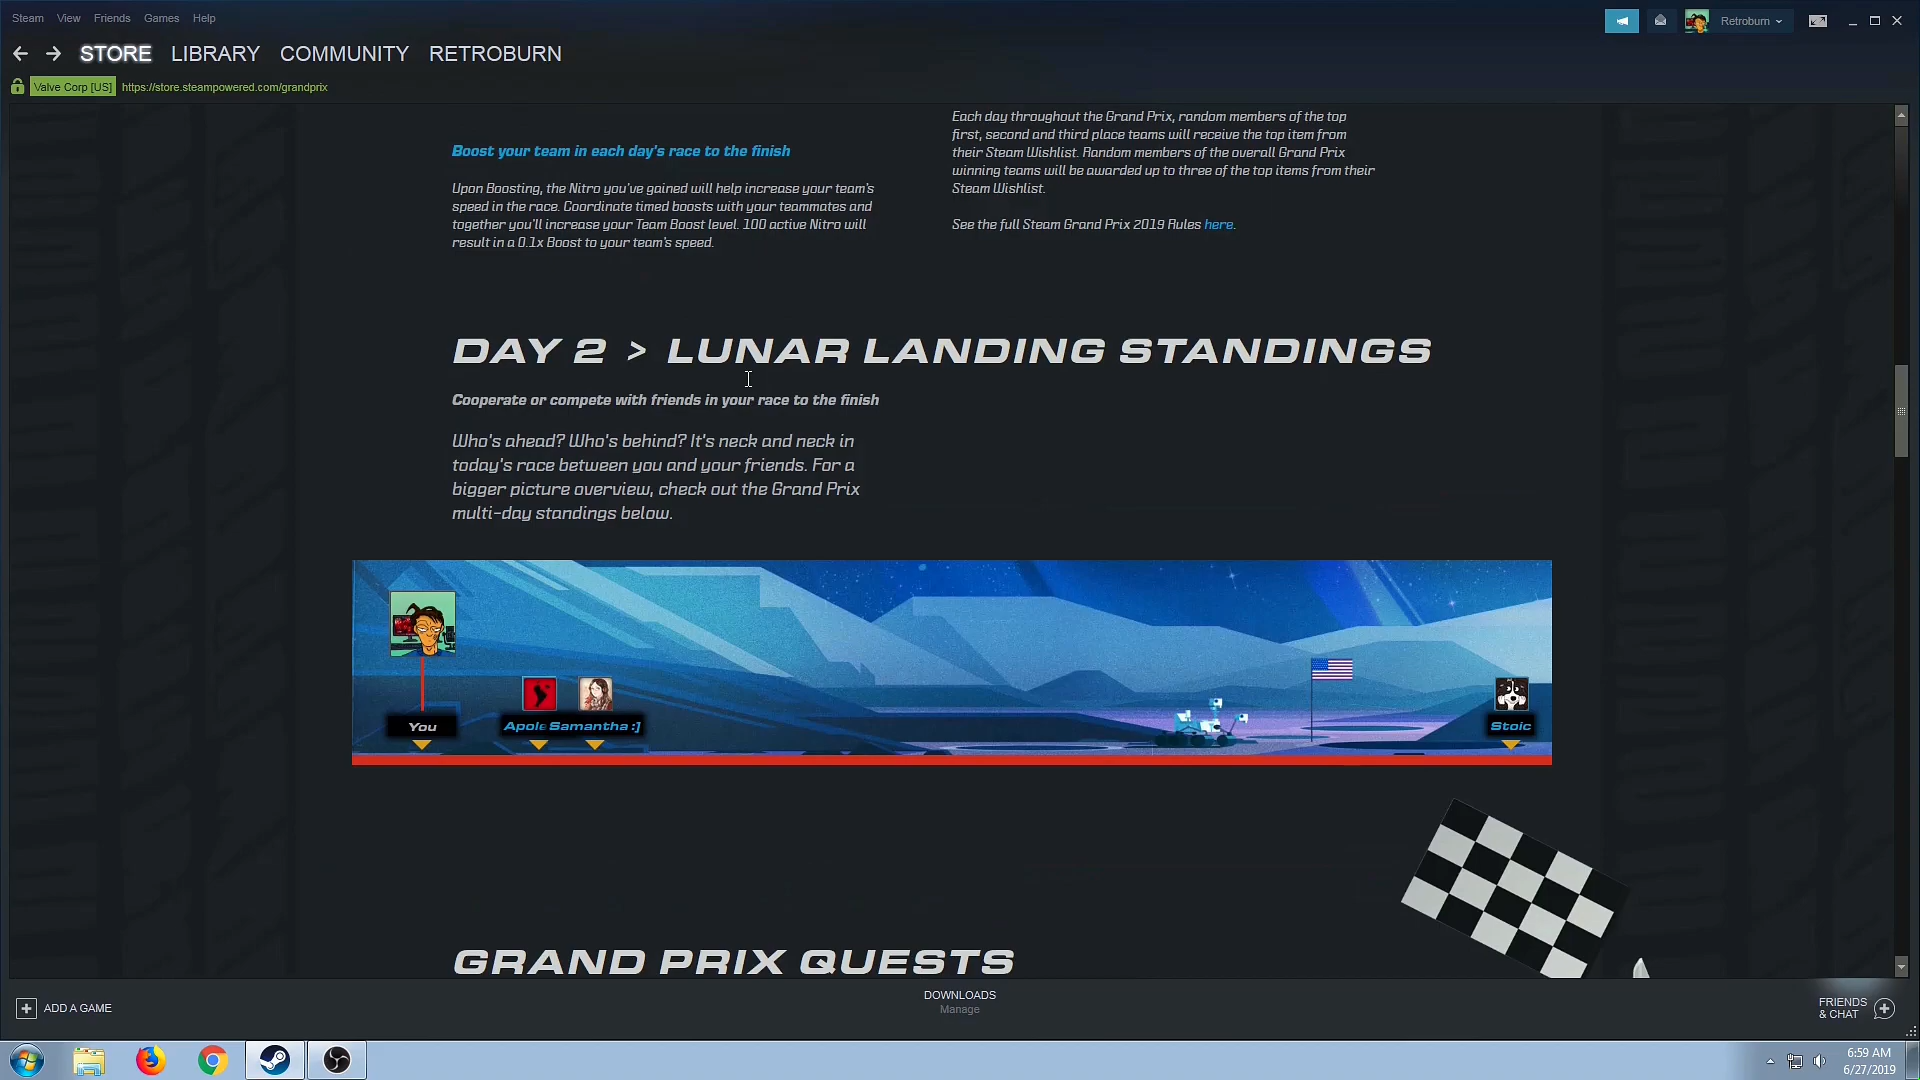 Steam View Friends Games Help
Retroburn
STORE LIBRARY COMMUNITY RETROBURN
Valve Corp [US] https://store.steampowered.com/grandprix
Boost your team in each day's race to the finish
Upon Boosting, the Nitro you've gained will help increase your team's
speed in the race. Coordinate timed boosts with your teammates and
together you'll increase your Team Boost level. 100 active Nitro will
result in a 0.1x Boost to your team's speed.
Each day throughout the Grand Prix, random members of the top
first, second and third place teams will receive the top item from
their Steam Wishlist. Random members of the overall Grand Prix
winning teams will be awarded up to three of the top items from their
Steam Wishlist.
See the full Steam Grand Prix 2019 Rules here.
DAY 2 > LUNAR LANDING STANDINGS
Cooperate or compete with friends in your race to the finish
Who's ahead? Who's behind? It's neck and neck in
today's race between you and your friends. For a
bigger picture overview, check out the Grand Prix
multi-day standings below.
You
Apole
Samantha :]
Stoic
GRAND PRIX QUESTS
ADD A GAME
DOWNLOADS
Manage
FRIENDS
& CHAT
6:59 AM
6/27/2019